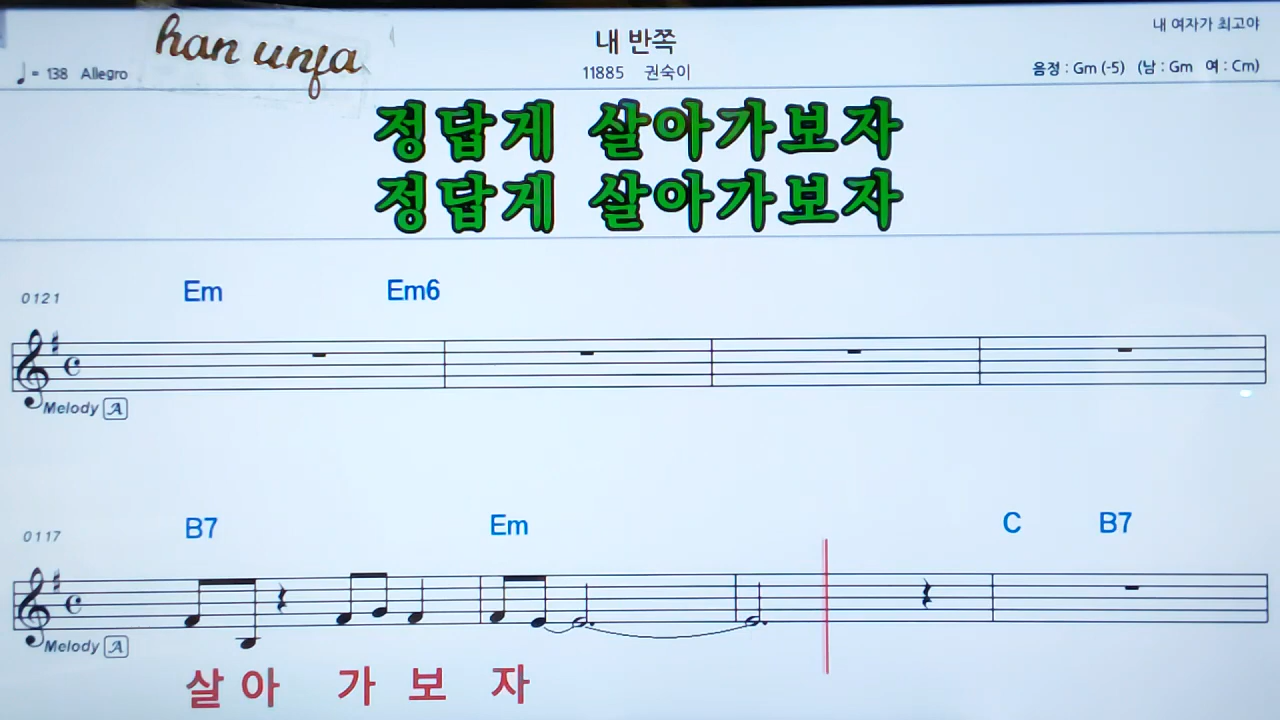 han unfa
내 반쪽
내 여자가 최고야
♩= 138 Allegro
11885 권숙이
음정 : Gm (-5) (남 : Gm 여 : Cm)
정답게 살아가보자
정답게 살아가보자
0121 Em Em6
Melody A
0117 B7 Em C B7
Melody A
살 아 가 보 자